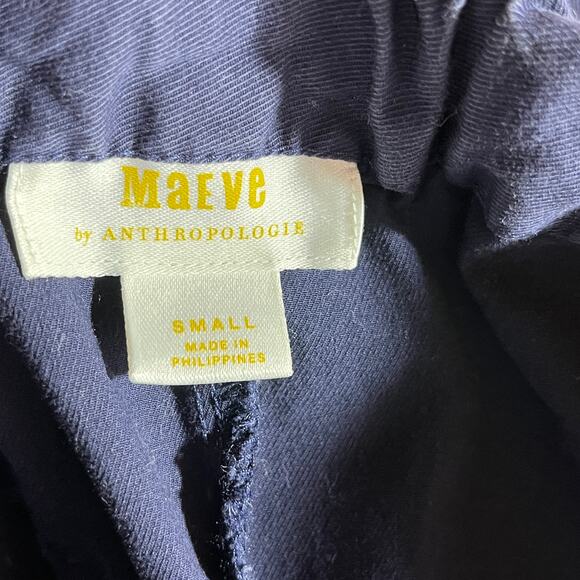 MaEve
by ANTHROPOLOGIE
SMALL
MADE IN
PHILIPPINES